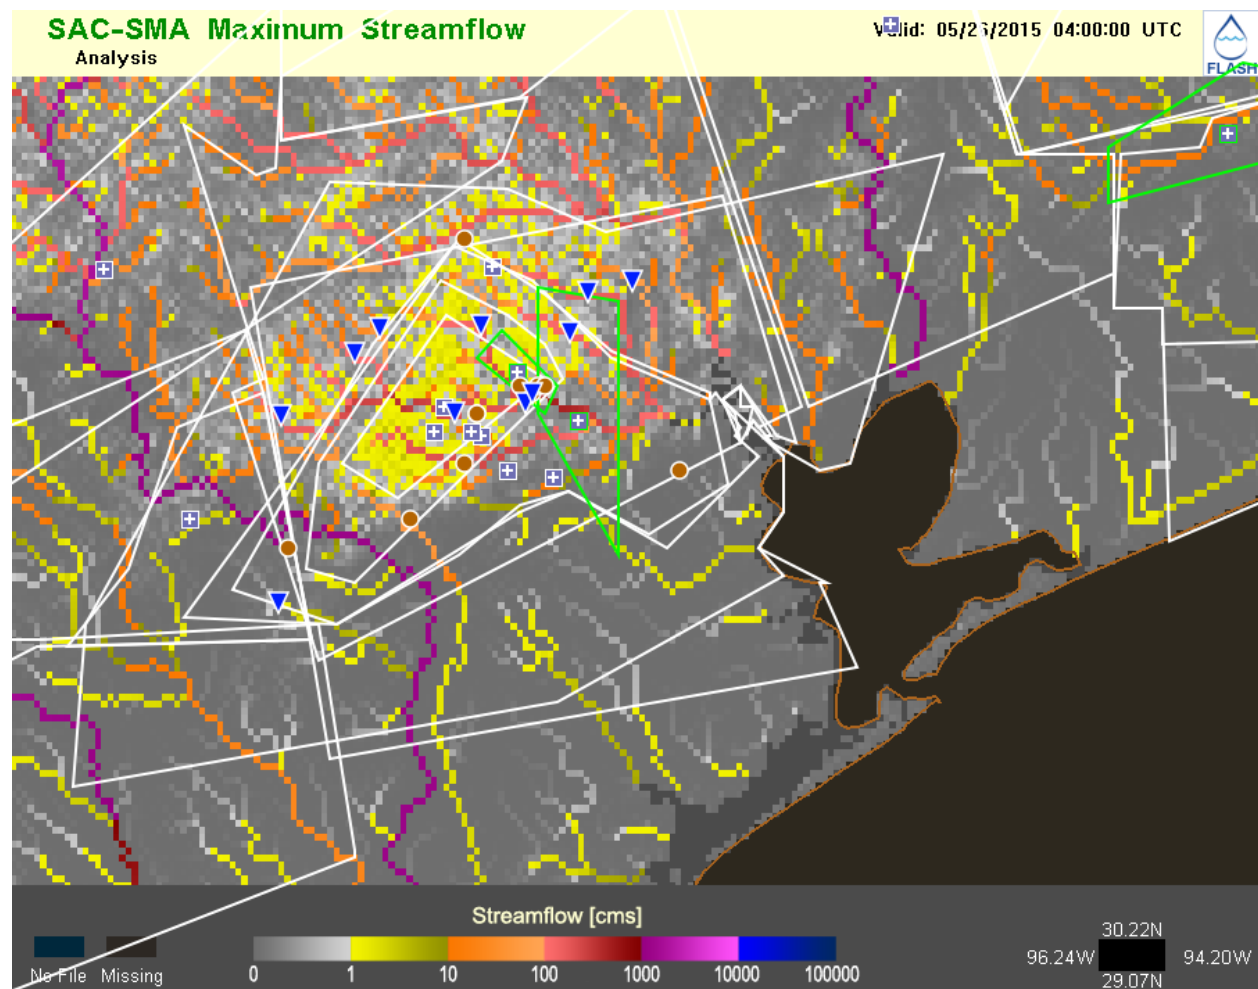 SAC-SMA Maximum Streamflow
Analysis
Valid: 05/26/2015 04:00:00 UTC
FLASH
Streamflow [cms]
No File
Missing
0
1
10
100
1000
10000
100000
30.22N
96.24W
94.20W
29.07N